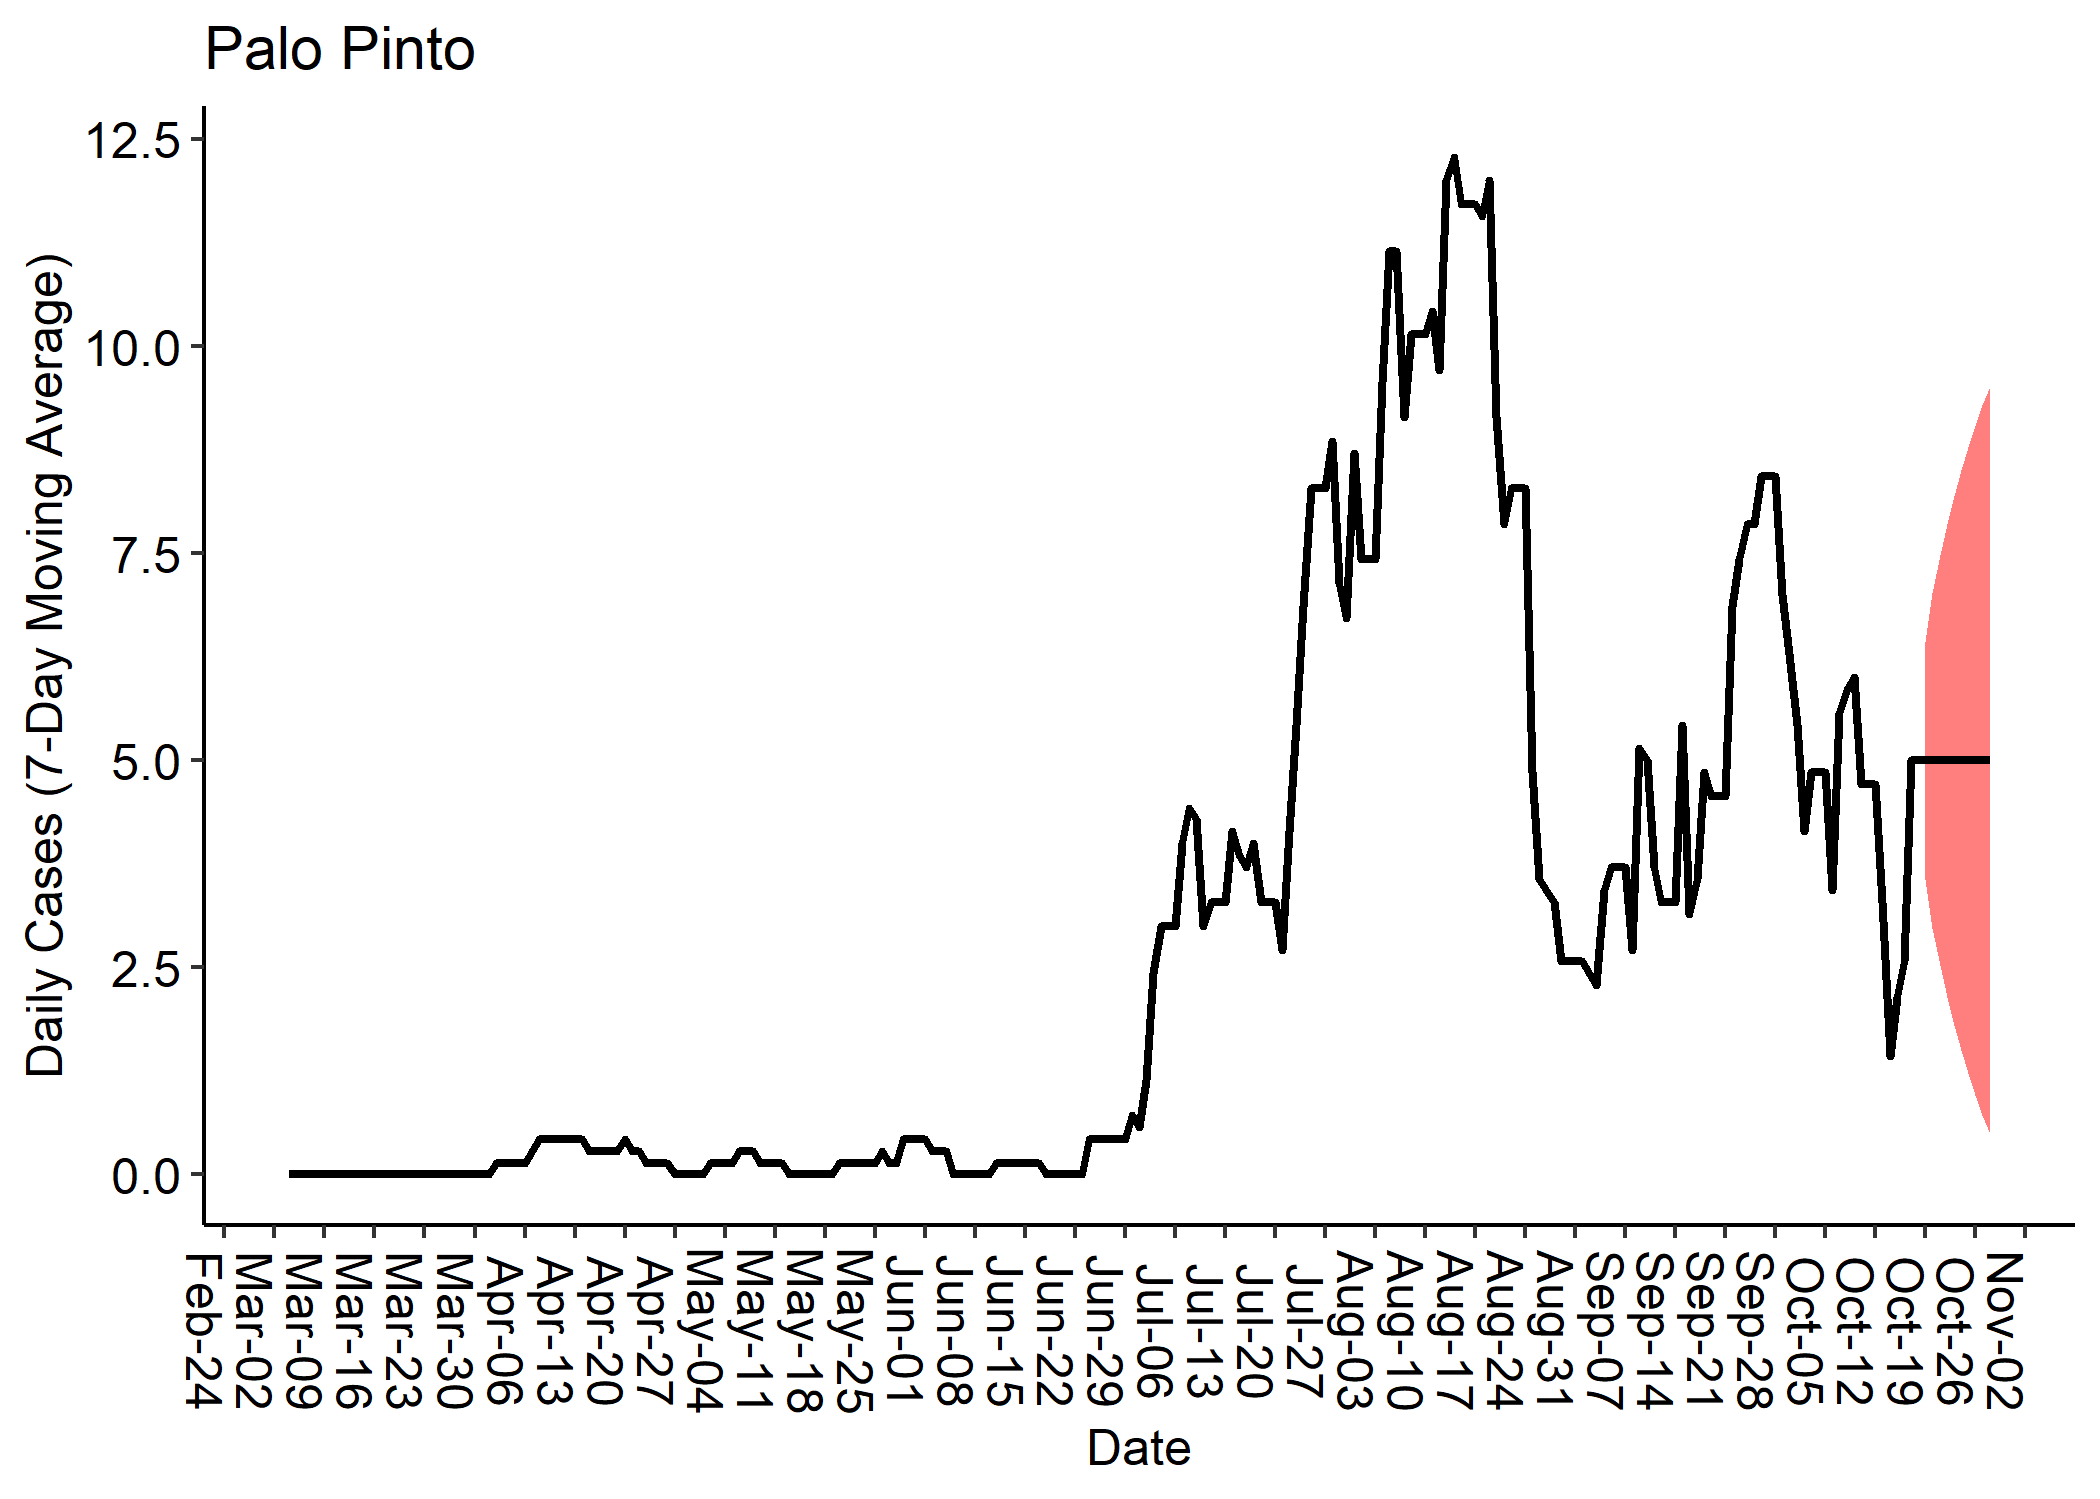 Palo Pinto
Daily Cases (7-Day Moving Average)
12.5
10.0
7.5
5.0
2.5
0.0
Feb-24
Mar-02
Mar-09
Mar-16
Mar-23
Mar-30
Apr-06
Apr-13
Apr-20
Apr-27
May-04
May-11
May-18
May-25
Jun-01
Jun-08
Jun-15
Jun-22
Jun-29
Jul-06
Jul-13
Jul-20
Jul-27
Aug-03
Aug-10
Aug-17
Aug-24
Aug-31
Sep-07
Sep-14
Sep-21
Sep-28
Oct-05
Oct-12
Oct-19
Oct-26
Nov-02
Date